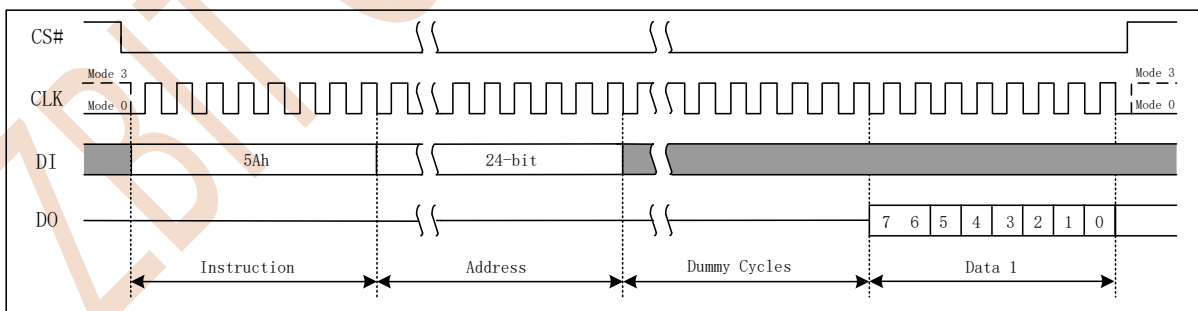 CS#
Mode 3
Mode 3
CLK
Mode 0
Mode 0
DI
5Ah
24-bit
DO
7 6 5 4 3 2 1 0
Instruction
Address
Dummy Cycles
Data 1
ZBIT